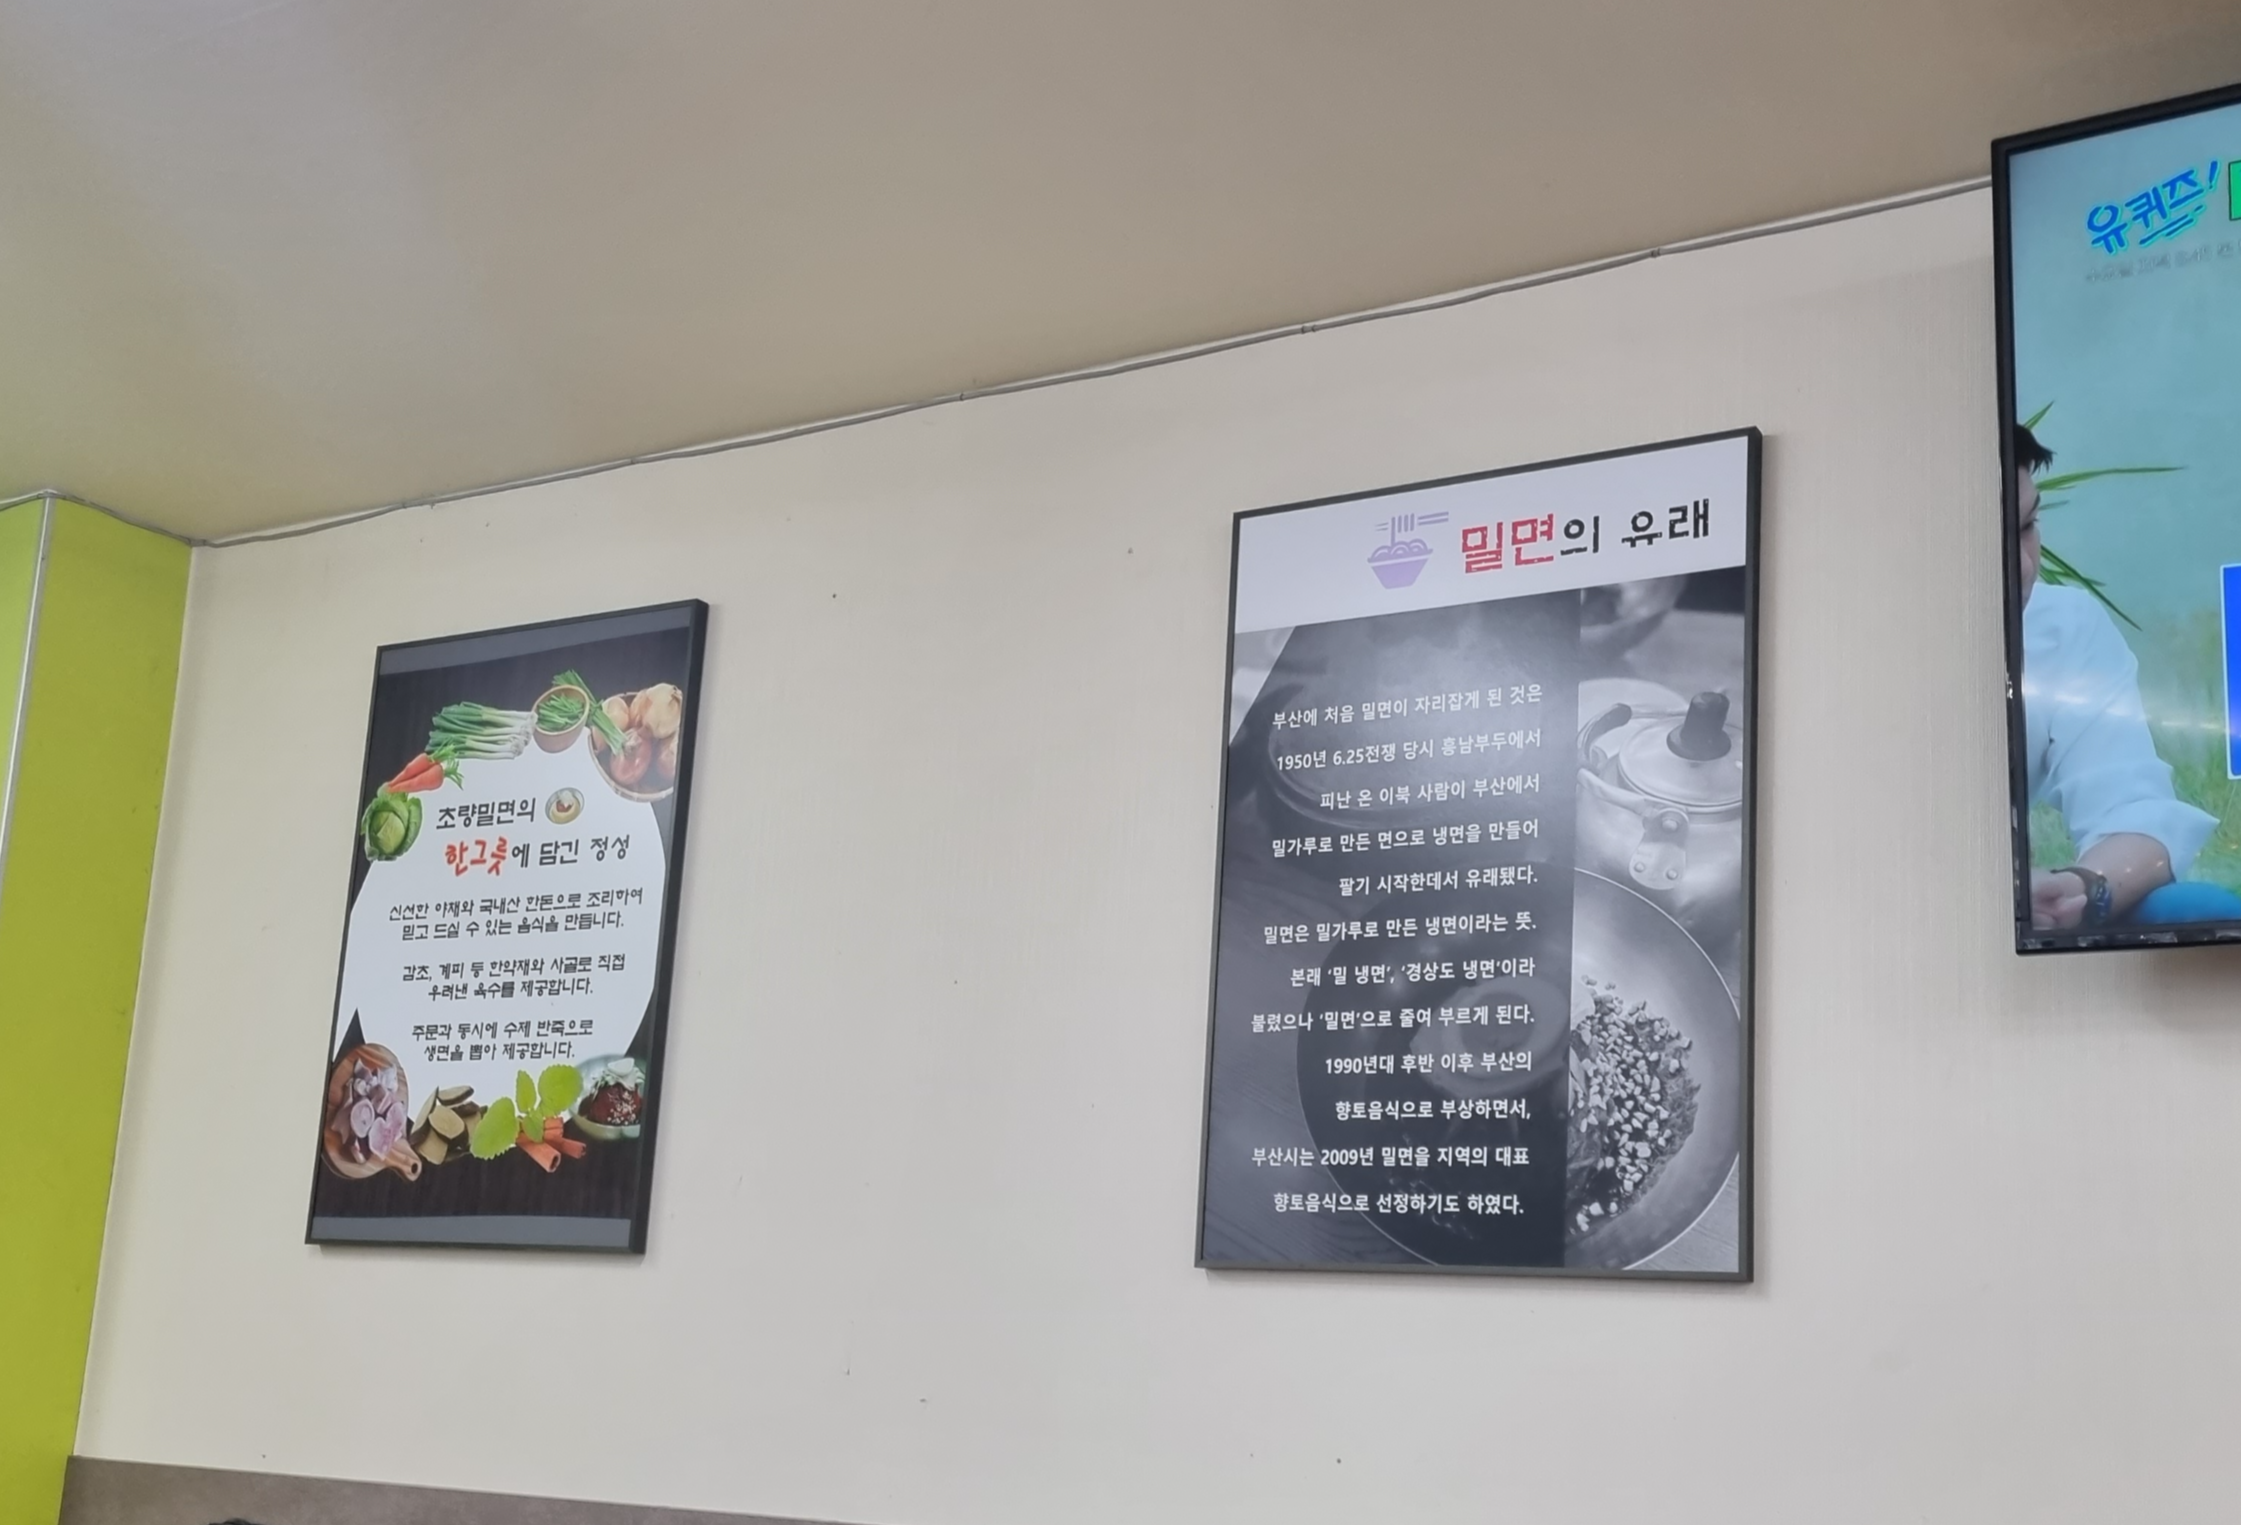 초량밀면의
한그릇에 담긴 정성
신선한 야채와 국내산 한돈으로 조리하여
믿고 드실 수 있는 음식을 만듭니다.
감초, 계피 등 한약재와 사골로 직접
우려낸 육수를 제공합니다.
주문과 동시에 수제 반죽으로
생면을 뽑아 제공합니다.
밀면의 유래
부산에 처음 밀면이 자리잡게 된 것은
1950년 6.25전쟁 당시 흥남부두에서
피난 온 이북 사람이 부산에서
밀가루로 만든 면으로 냉면을 만들어
팔기 시작한데서 유래됐다.
밀면은 밀가루로 만든 냉면이라는 뜻.
본래 '밀 냉면', '경상도 냉면'이라
불렸으나 '밀면'으로 줄여 부르게 된다.
1990년대 후반 이후 부산의
향토음식으로 부상하면서,
부산시는 2009년 밀면을 지역의 대표
향토음식으로 선정하기도 하였다.
유퀴즈!